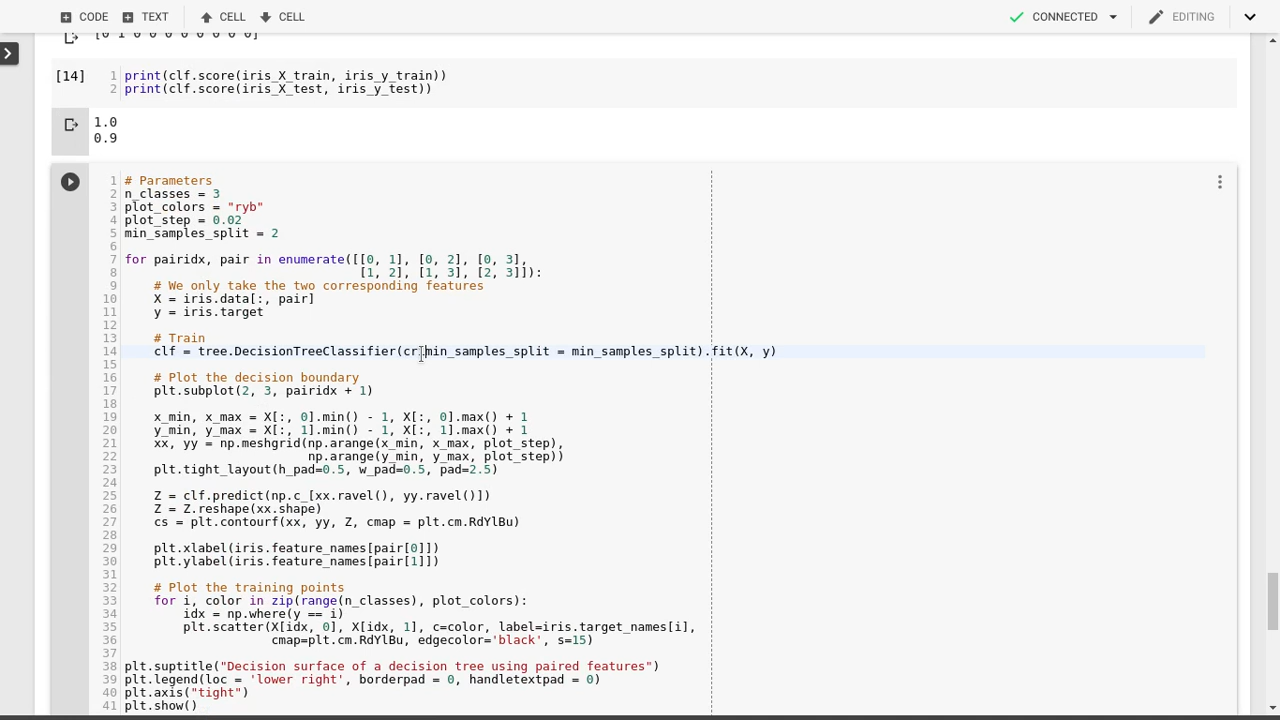 CODE TEXT CELL CELL CONNECTED EDITING
[0 1 0 0 0 0 0 0 0 0]
[14] 1 print(clf.score(iris_X_train, iris_y_train))
2 print(clf.score(iris_X_test, iris_y_test))
1.0
0.9
1 # Parameters
2 n_classes = 3
3 plot_colors = "ryb"
4 plot_step = 0.02
5 min_samples_split = 2
6
7 for pairidx, pair in enumerate([[0, 1], [0, 2], [0, 3],
8 [1, 2], [1, 3], [2, 3]]):
9 # We only take the two corresponding features
10 X = iris.data[:, pair]
11 y = iris.target
12
13 # Train
14 clf = tree.DecisionTreeClassifier(crimin_samples_split = min_samples_split).fit(X, y)
15
16 # Plot the decision boundary
17 plt.subplot(2, 3, pairidx + 1)
18
19 x_min, x_max = X[:, 0].min() - 1, X[:, 0].max() + 1
20 y_min, y_max = X[:, 1].min() - 1, X[:, 1].max() + 1
21 xx, yy = np.meshgrid(np.arange(x_min, x_max, plot_step),
22 np.arange(y_min, y_max, plot_step))
23 plt.tight_layout(h_pad=0.5, w_pad=0.5, pad=2.5)
24
25 Z = clf.predict(np.c_[xx.ravel(), yy.ravel()])
26 Z = Z.reshape(xx.shape)
27 cs = plt.contourf(xx, yy, Z, cmap = plt.cm.RdYlBu)
28
29 plt.xlabel(iris.feature_names[pair[0]])
30 plt.ylabel(iris.feature_names[pair[1]])
31
32 # Plot the training points
33 for i, color in zip(range(n_classes), plot_colors):
34 idx = np.where(y == i)
35 plt.scatter(X[idx, 0], X[idx, 1], c=color, label=iris.target_names[i],
36 cmap=plt.cm.RdYlBu, edgecolor='black', s=15)
37
38 plt.suptitle("Decision surface of a decision tree using paired features")
39 plt.legend(loc = 'lower right', borderpad = 0, handletextpad = 0)
40 plt.axis("tight")
41 plt.show()